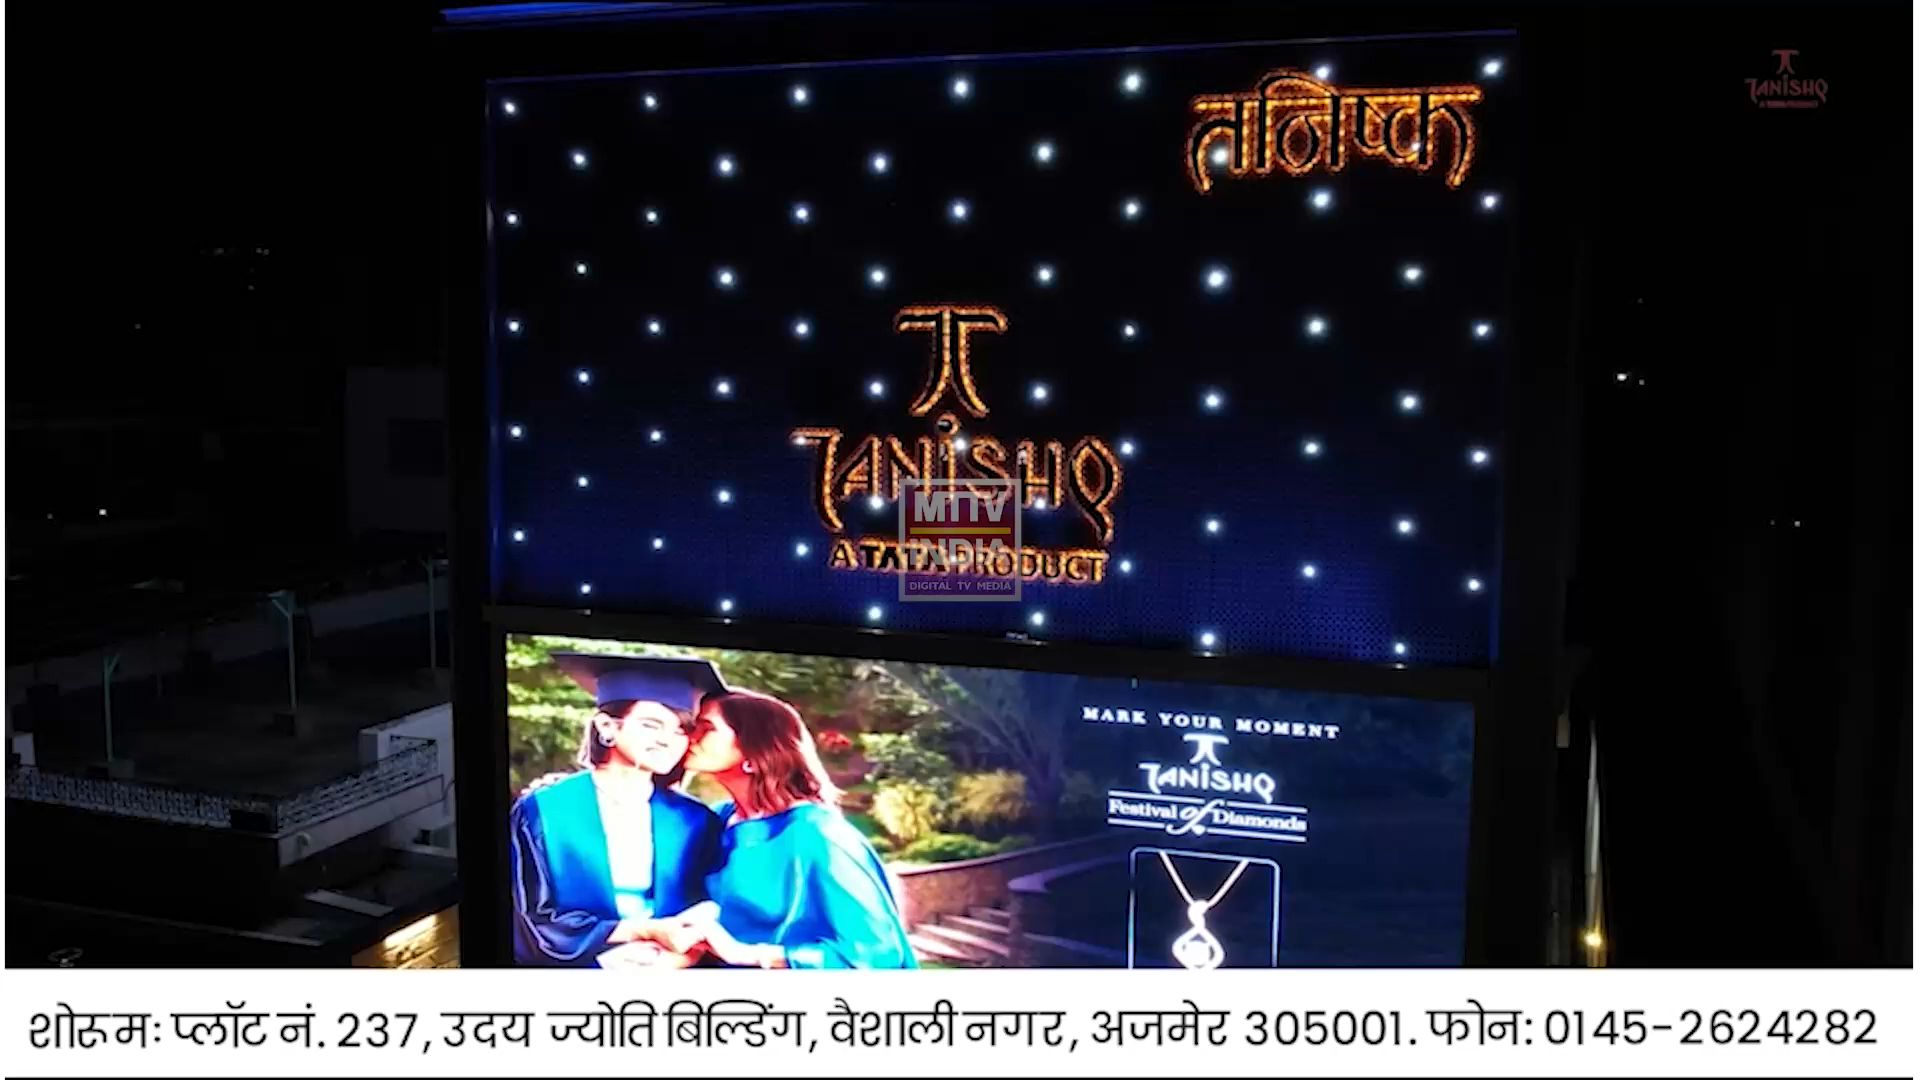 तनिष्क
TANISHQ
TANISHQ
A TATA PRODUCT
MTTV
INDIA
DIGITAL TV MEDIA
MARK YOUR MOMENT
TANISHQ
Festival of Diamonds
शोरूम: प्लॉट नं. 237, उदय ज्योति बिल्डिंग, वैशाली नगर, अजमेर 305001. फोन: 0145-2624282